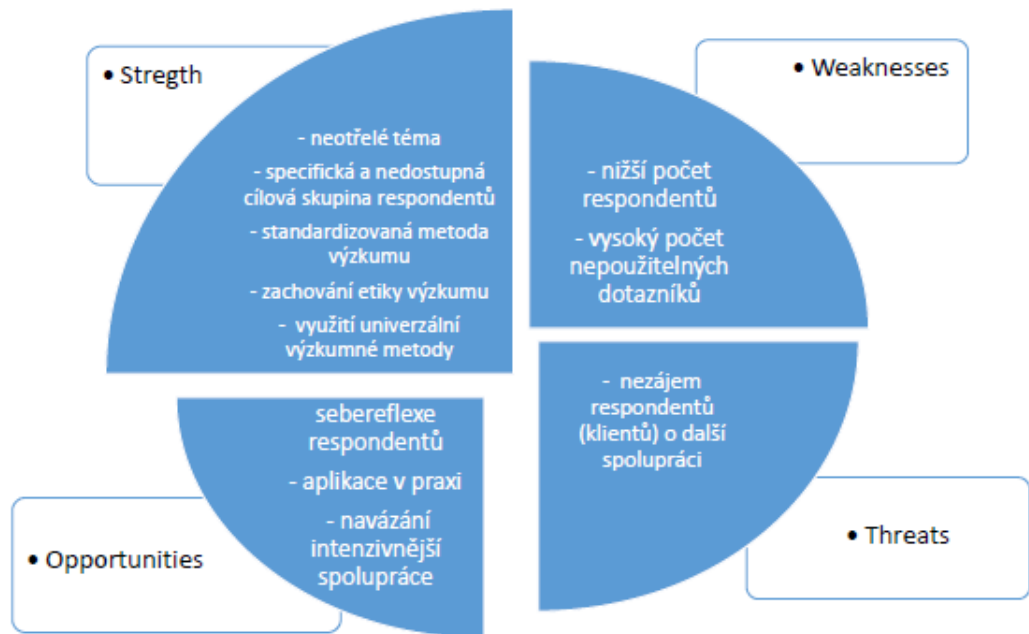 • Stregth
- neotřelé téma
- specifická a nedostupná
cílová skupina respondentů
- standardizovaná metoda
výzkumu
- zachování etiky výzkumu
- využití univerzální
výzkumné metody
• Weaknesses
- nižší počet
respondentů
- vysoký počet
nepoužitelných
dotazníků
sebereflexe
respondentů
- aplikace v praxi
- navázání
intenzivnější
spolupráce
• Opportunities
- nezájem
respondentů
(klientů) o další
spolupráci
• Threats